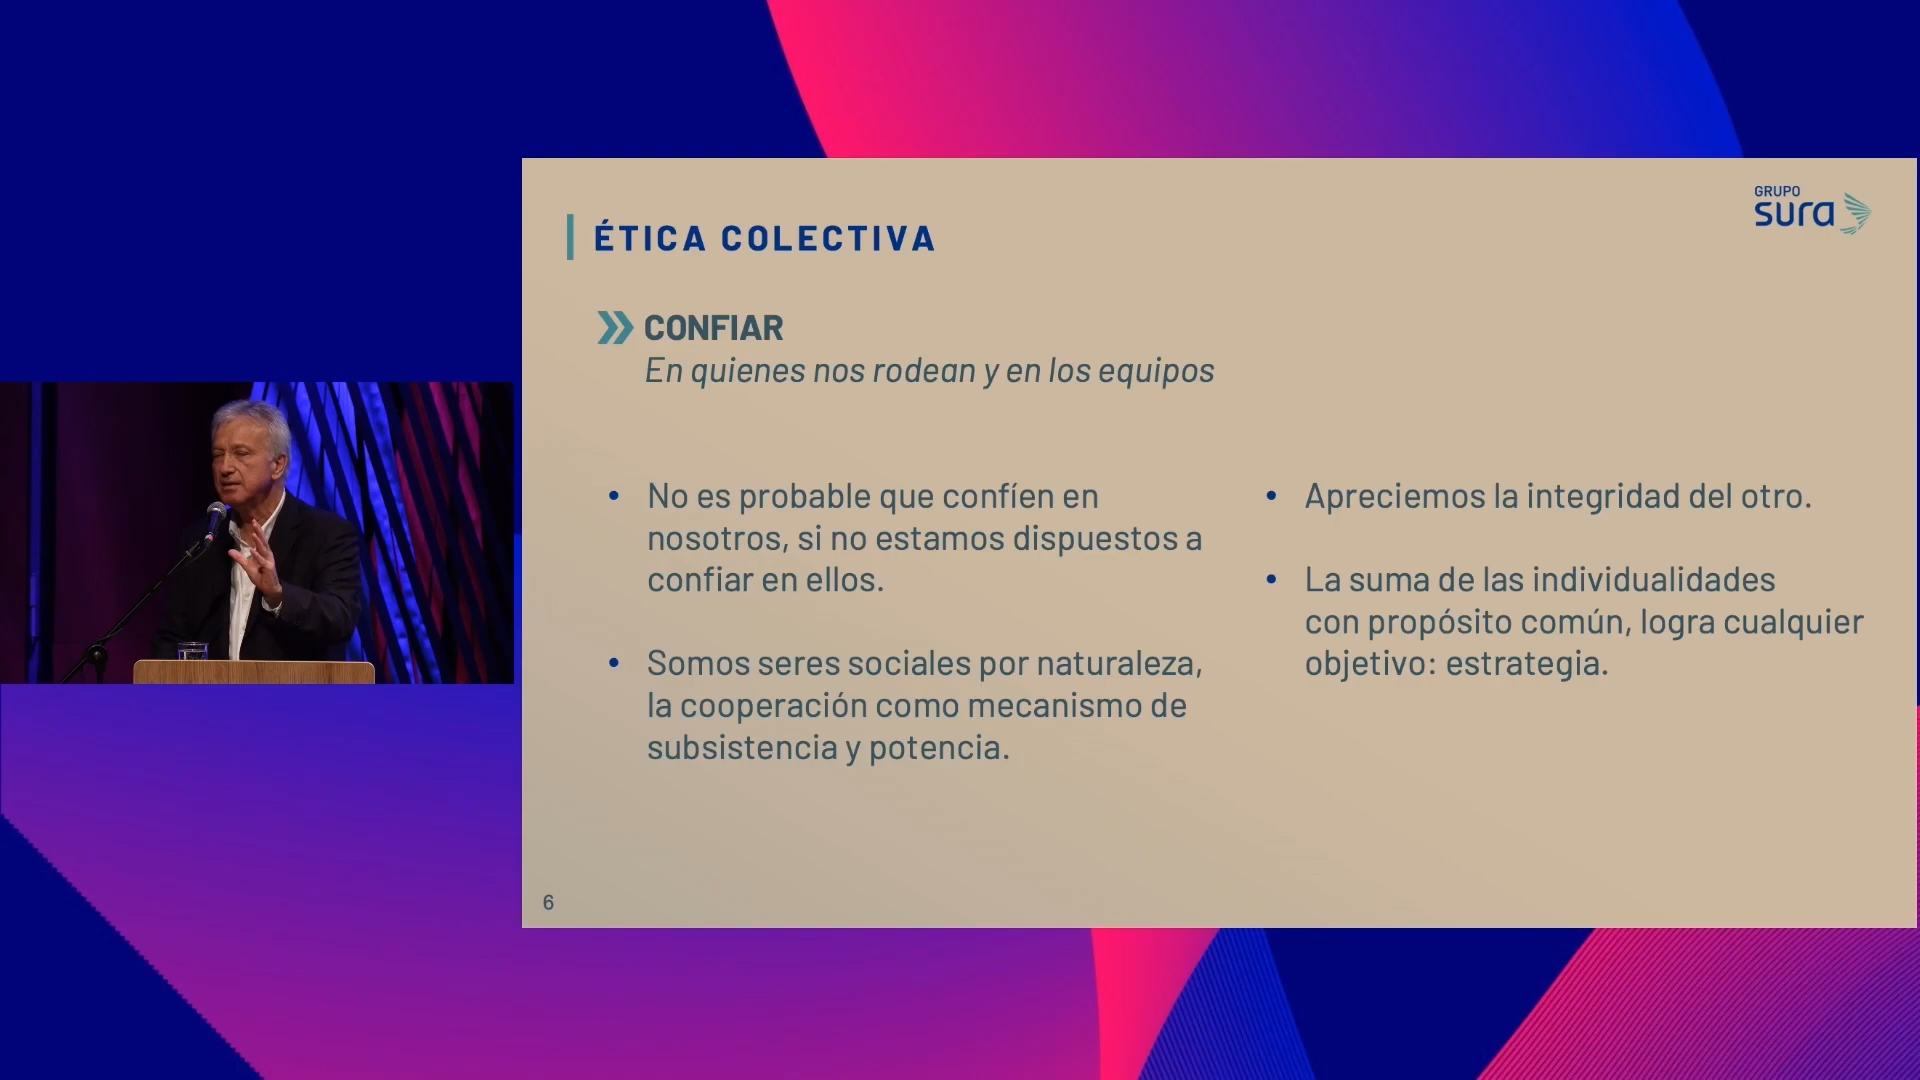 GRUPO
sura
ÉTICA COLECTIVA
CONFIAR
En quienes nos rodean y en los equipos
• No es probable que confíen en
nosotros, si no estamos dispuestos a
confiar en ellos.
• Somos seres sociales por naturaleza,
la cooperación como mecanismo de
subsistencia y potencia.
• Apreciemos la integridad del otro.
• La suma de las individualidades
con propósito común, logra cualquier
objetivo: estrategia.
6